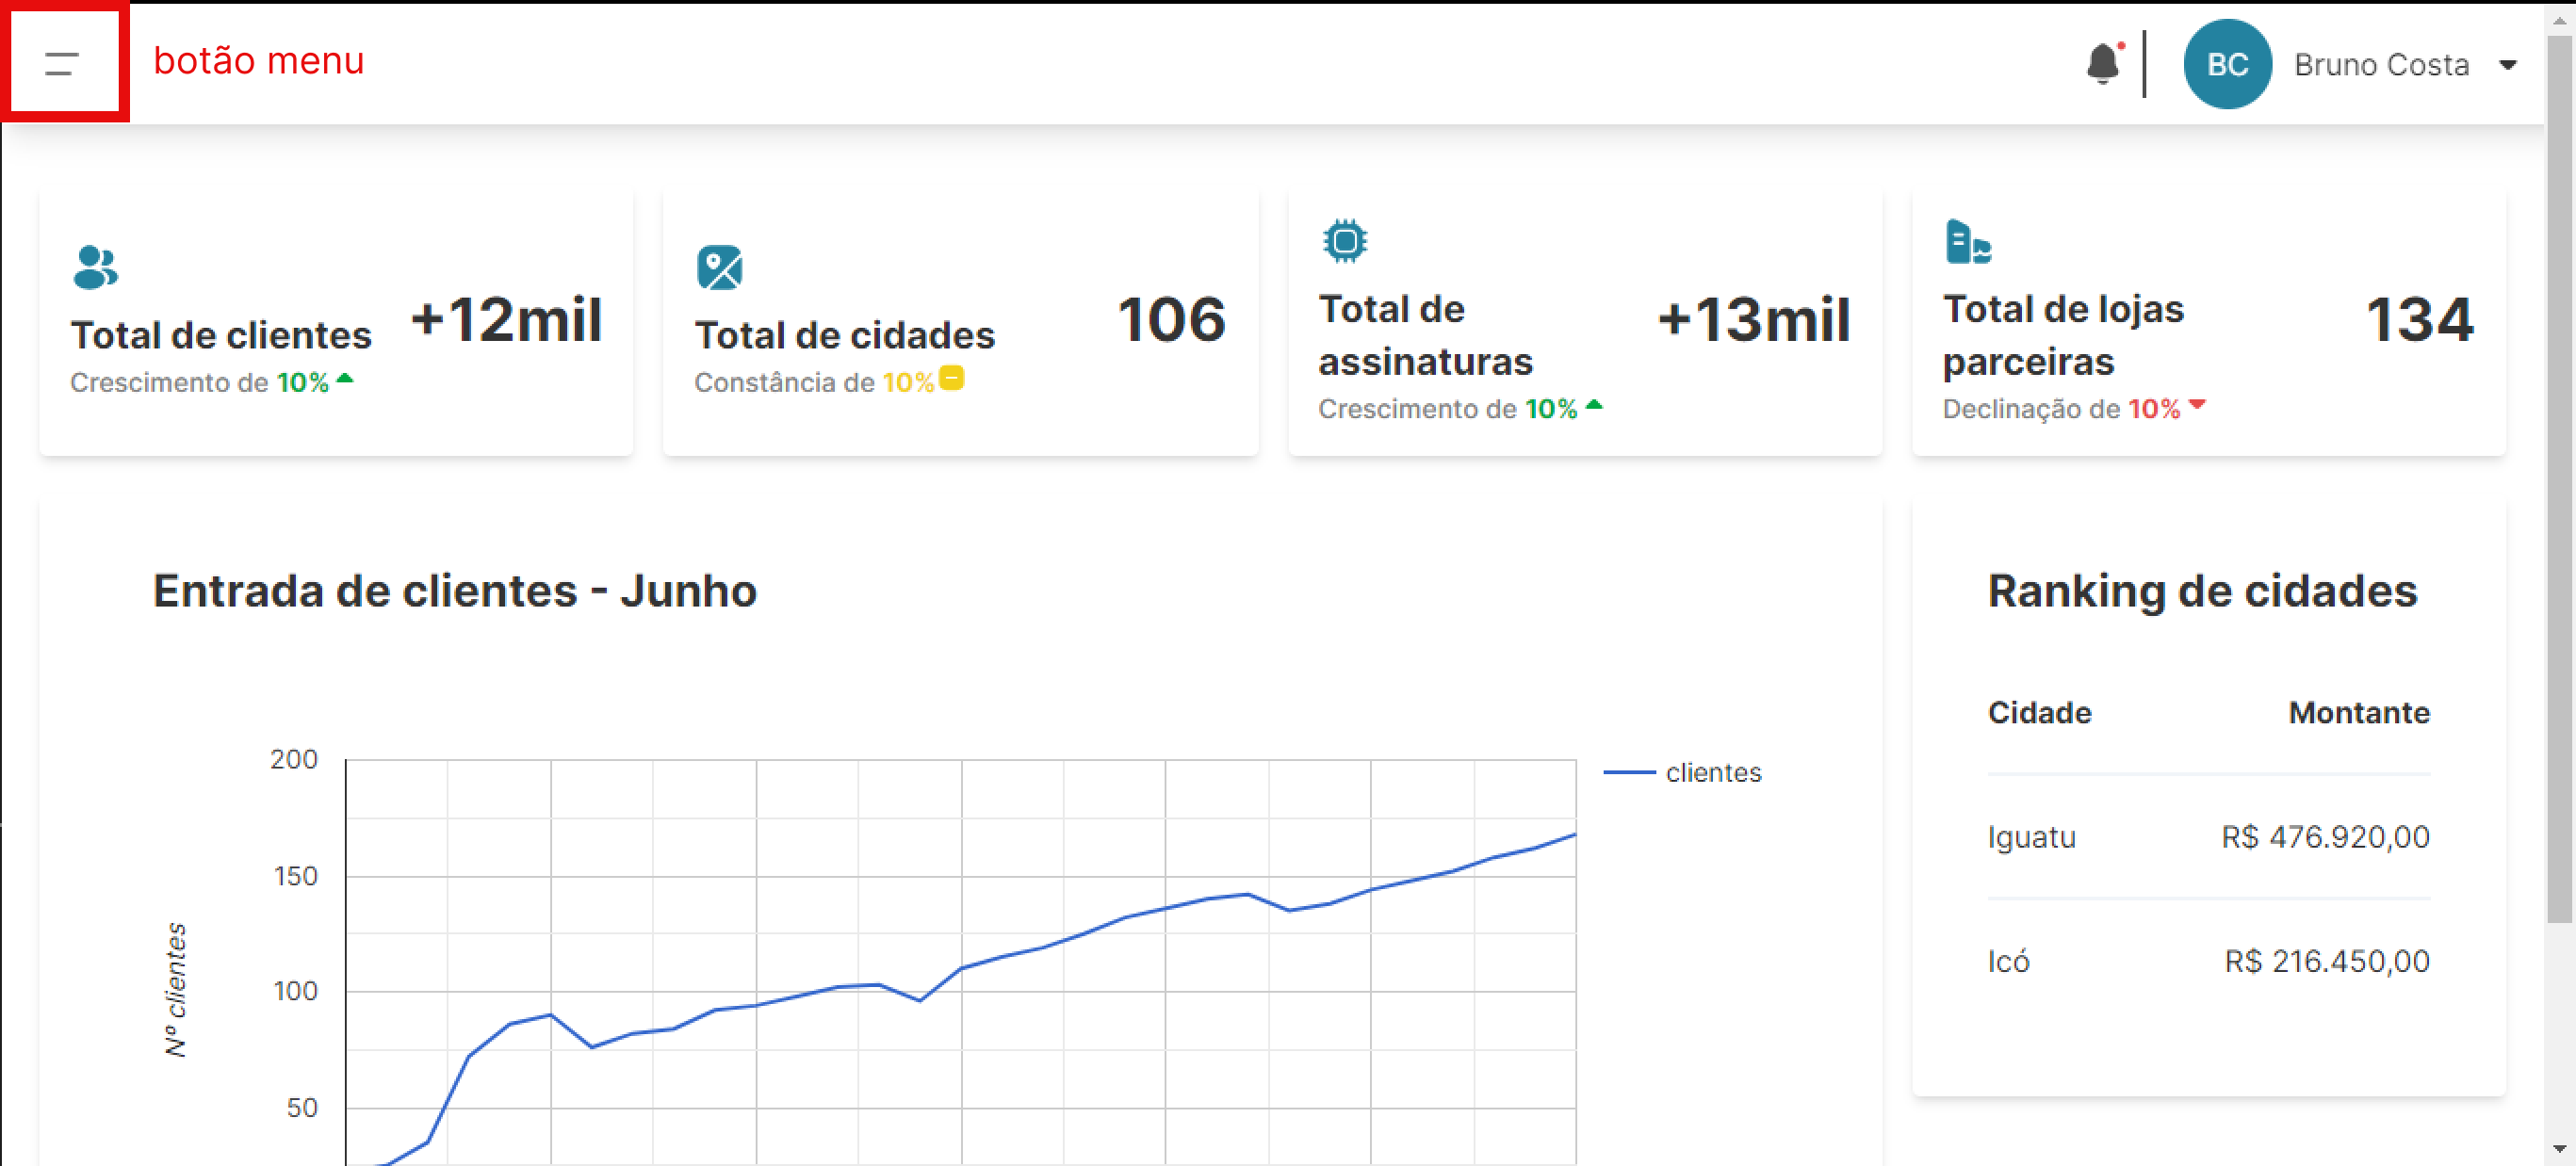 botão menu
BC
Bruno Costa
Total de clientes
+12mil
Crescimento de 10%
Total de cidades
106
Constância de 10%
Total de
assinaturas
+13mil
Crescimento de 10%
Total de lojas
parceiras
134
Declinação de 10%
Entrada de clientes - Junho
200
150
100
50
Nº clientes
clientes
Ranking de cidades
Cidade Montante
Iguatu R$ 476.920,00
Icó R$ 216.450,00